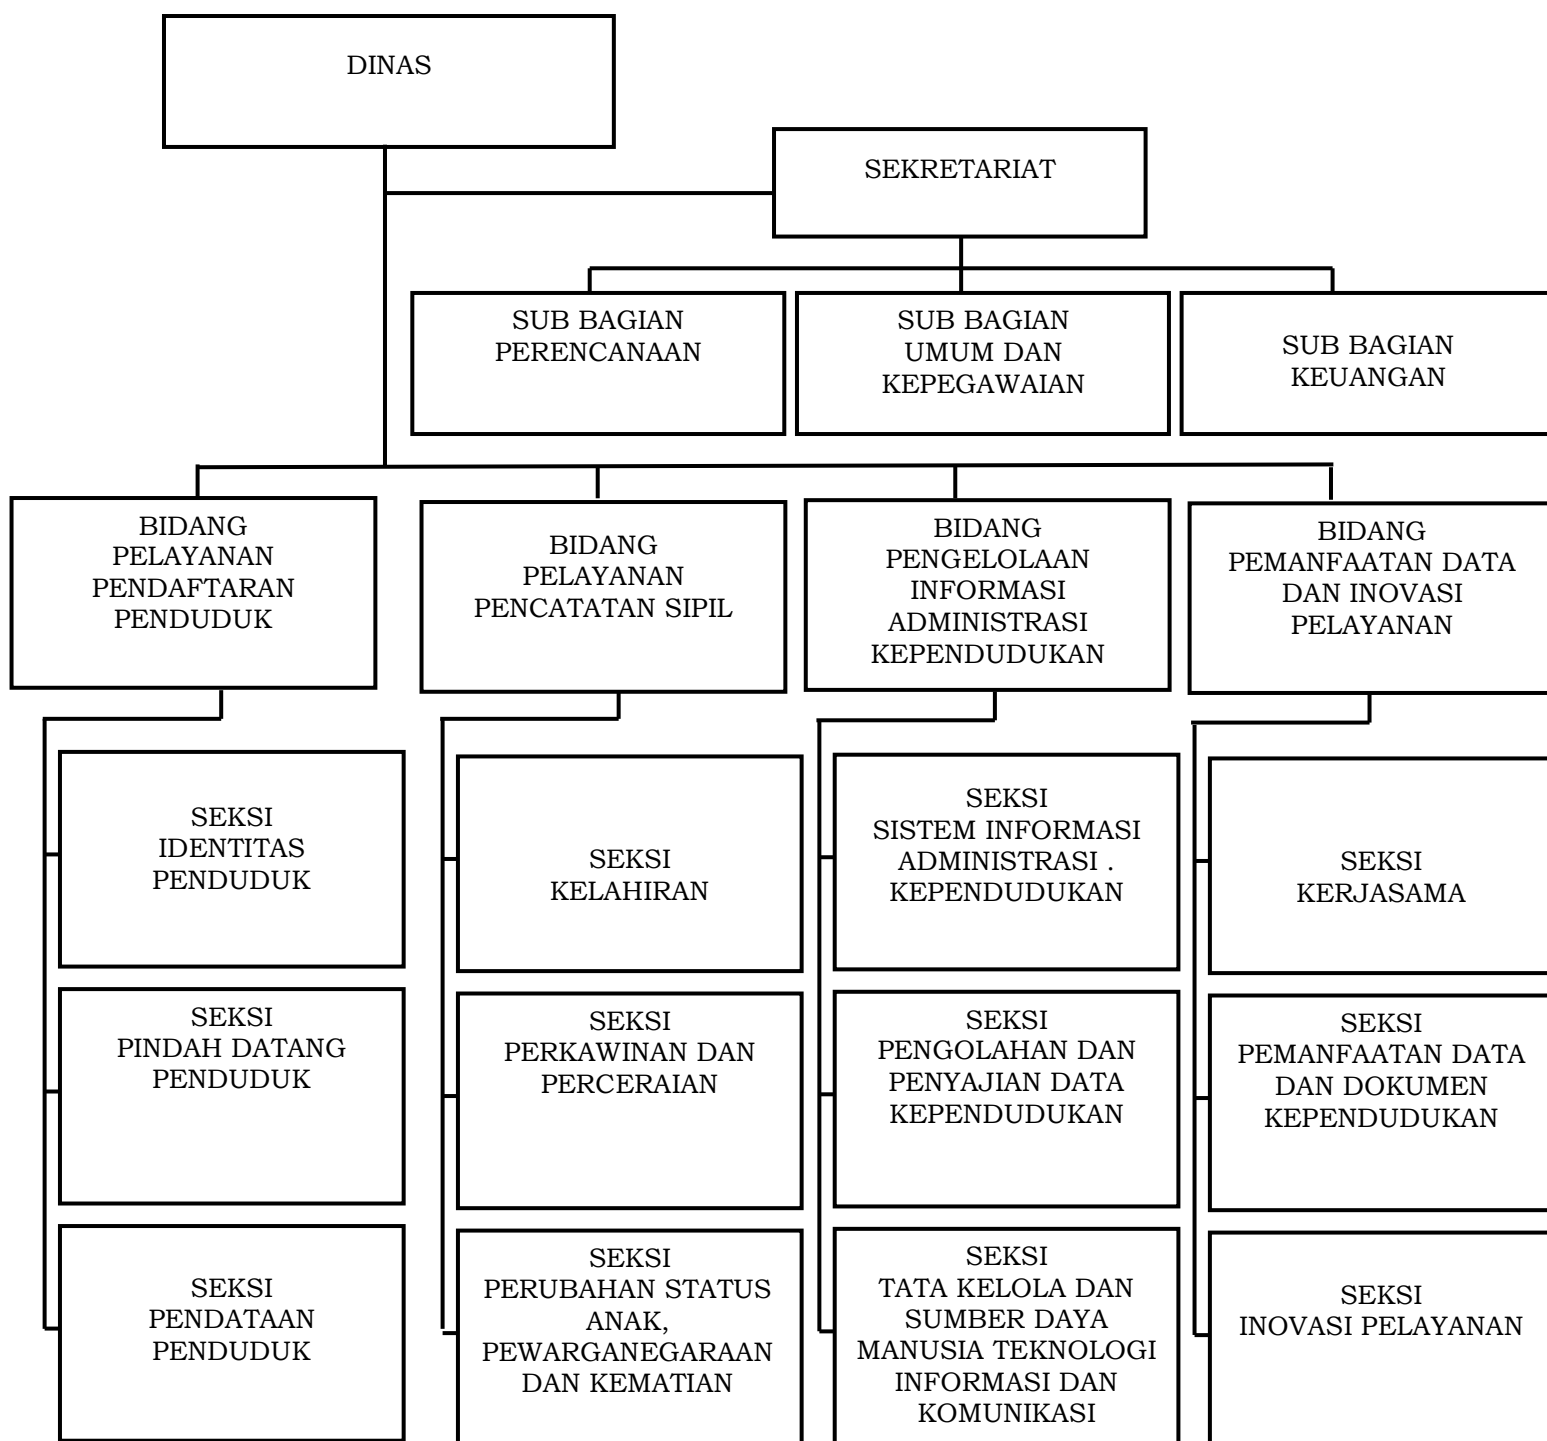 DINAS
SEKRETARIAT
SUB BAGIAN
PERENCANAAN
SUB BAGIAN
UMUM DAN
KEPEGAWAIAN
SUB BAGIAN
KEUANGAN
BIDANG
PELAYANAN
PENDAFTARAN
PENDUDUK
BIDANG
PELAYANAN
PENCATATAN SIPIL
BIDANG
PENGELOLAAN
INFORMASI
ADMINISTRASI
KEPENDUDUKAN
BIDANG
PEMANFAATAN DATA
DAN INOVASI
PELAYANAN
SEKSI
IDENTITAS
PENDUDUK
SEKSI
KELAHIRAN
SEKSI
SISTEM INFORMASI
ADMINISTRASI .
KEPENDUDUKAN
SEKSI
KERJASAMA
SEKSI
PINDAH DATANG
PENDUDUK
SEKSI
PERKAWINAN DAN
PERCERAIAN
SEKSI
PENGOLAHAN DAN
PENYAJIAN DATA
KEPENDUDUKAN
SEKSI
PEMANFAATAN DATA
DAN DOKUMEN
KEPENDUDUKAN
SEKSI
PENDATAAN
PENDUDUK
SEKSI
PERUBAHAN STATUS
ANAK,
PEWARGANEGARAAN
DAN KEMATIAN
SEKSI
TATA KELOLA DAN
SUMBER DAYA
MANUSIA TEKNOLOGI
INFORMASI DAN
KOMUNIKASI
SEKSI
INOVASI PELAYANAN